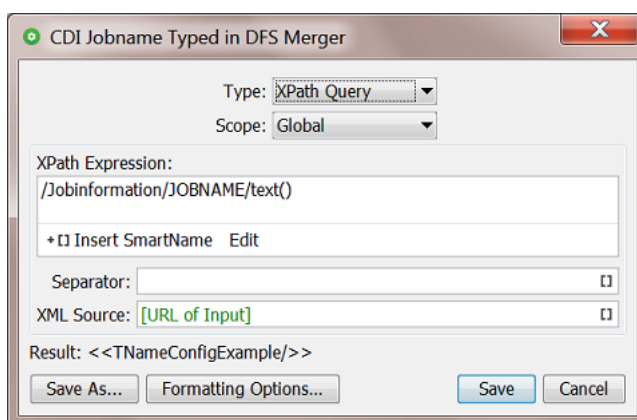 CDI Jobname Typed in DFS Merger
X
Type: XPath Query
Scope: Global
XPath Expression:
/Jobinformation/JOBNAME/text()
+[] Insert SmartName Edit
Separator: []
XML Source: [URL of Input] []
Result: <<TNameConfigExample/>>
Save As... Formatting Options... Save Cancel